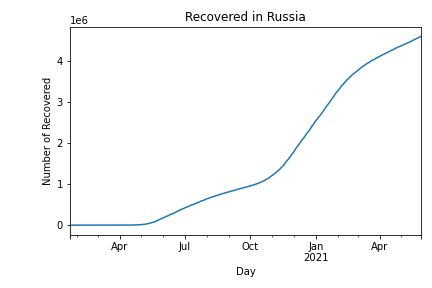 Recovered in Russia
1e6
4
3
2
1
0
Number of Recovered
Apr
Jul
Oct
Jan
2021
Apr
Day